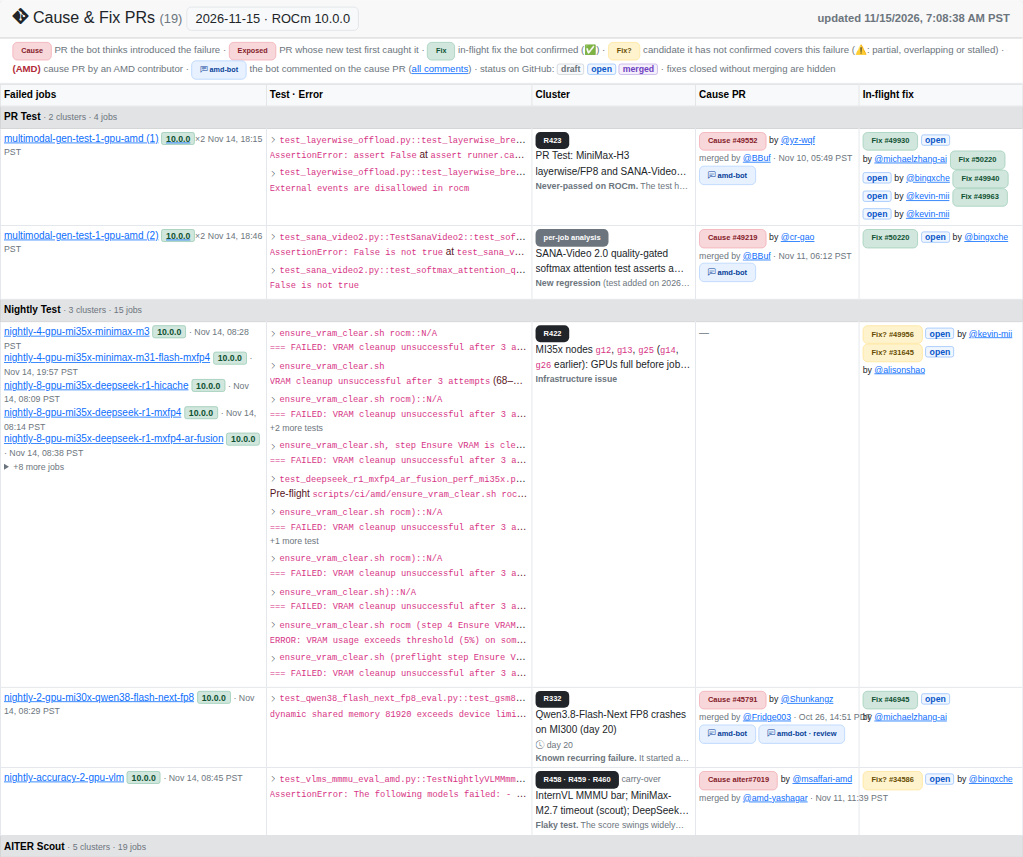 Cause & Fix PRs (19) 2026-11-15 · ROCm 10.0.0 updated 11/15/2026, 7:08:38 AM PST
Cause PR the bot thinks introduced the failure · Exposed PR whose new test first caught it · Fix in-flight fix the bot confirmed (✅) · Fix? candidate it has not confirmed covers this failure (⚠: partial, overlapping or stalled) ·
(AMD) cause PR by an AMD contributor · amd-bot the bot commented on the cause PR (all comments) · status on GitHub: draft open merged · fixes closed without merging are hidden
Failed jobs Test · Error Cluster Cause PR In-flight fix
PR Test · 2 clusters · 4 jobs
multimodal-gen-test-1-gpu-amd (1) 10.0.0 ×2 Nov 14, 18:15
PST
test_layerwise_offload.py::test_layerwise_bre…
AssertionError: assert False at assert runner.ca…
test_layerwise_offload.py::test_layerwise_bre…
External events are disallowed in rocm
R423
PR Test: MiniMax-H3
layerwise/FP8 and SANA-Video…
Never-passed on ROCm. The test h…
Cause #49552 by @yz-wqf
merged by @BBuf · Nov 10, 05:49 PST
amd-bot
Fix #49930 open
by @michaelzhang-ai Fix #50220
open by @bingxche Fix #49940
open by @kevin-mii Fix #49963
open by @kevin-mii
multimodal-gen-test-1-gpu-amd (2) 10.0.0 ×2 Nov 14, 18:46
PST
test_sana_video2.py::TestSanaVideo2::test_sof…
AssertionError: False is not true at test_sana_v…
test_sana_video2.py::test_softmax_attention_q…
False is not true
per-job analysis
SANA-Video 2.0 quality-gated
softmax attention test asserts a…
New regression (test added on 2026…
Cause #49219 by @cr-gao
merged by @BBuf · Nov 11, 06:12 PST
amd-bot
Fix #50220 open by @bingxche
Nightly Test · 3 clusters · 15 jobs
nightly-4-gpu-mi35x-minimax-m3 10.0.0 · Nov 14, 08:28
PST
nightly-4-gpu-mi35x-minimax-m31-flash-mxfp4 10.0.0 ·
Nov 14, 19:57 PST
nightly-8-gpu-mi35x-deepseek-r1-hicache 10.0.0 · Nov
14, 08:09 PST
nightly-8-gpu-mi35x-deepseek-r1-mxfp4 10.0.0 · Nov 14,
08:14 PST
nightly-8-gpu-mi35x-deepseek-r1-mxfp4-ar-fusion 10.0.0
· Nov 14, 08:38 PST
+8 more jobs
ensure_vram_clear.sh rocm::N/A
=== FAILED: VRAM cleanup unsuccessful after 3 a…
ensure_vram_clear.sh
VRAM cleanup unsuccessful after 3 attempts (68–…
ensure_vram_clear.sh rocm)::N/A
=== FAILED: VRAM cleanup unsuccessful after 3 a…
+2 more tests
ensure_vram_clear.sh, step Ensure VRAM is cle…
=== FAILED: VRAM cleanup unsuccessful after 3 a…
test_deepseek_r1_mxfp4_ar_fusion_perf_mi35x.p…
Pre-flight scripts/ci/amd/ensure_vram_clear.sh roc…
ensure_vram_clear.sh rocm)::N/A
=== FAILED: VRAM cleanup unsuccessful after 3 a…
+1 more test
ensure_vram_clear.sh rocm)::N/A
=== FAILED: VRAM cleanup unsuccessful after 3 a…
ensure_vram_clear.sh)::N/A
=== FAILED: VRAM cleanup unsuccessful after 3 a…
ensure_vram_clear.sh rocm (step 4 Ensure VRAM…
ERROR: VRAM usage exceeds threshold (5%) on som…
ensure_vram_clear.sh (preflight step Ensure V…
=== FAILED: VRAM cleanup unsuccessful after 3 a…
R422
MI35x nodes g12, g13, g25 (g14,
g26 earlier): GPUs full before job…
Infrastructure issue
—
Fix? #49956 open by @kevin-mii
Fix? #31645 open
by @alisonshao
nightly-2-gpu-mi30x-qwen38-flash-next-fp8 10.0.0 · Nov
14, 08:29 PST
test_qwen38_flash_next_fp8_eval.py::test_gsm8…
dynamic shared memory 81920 exceeds device limi…
R332
Qwen3.8-Flash-Next FP8 crashes
on MI300 (day 20)
day 20
Known recurring failure. It started a…
Cause #45791 by @Shunkangz
merged by @Fridge003 · Oct 26, 14:51 PDT
amd-bot amd-bot · review
Fix #46945 open
by @michaelzhang-ai
nightly-accuracy-2-gpu-vlm 10.0.0 · Nov 14, 08:45 PST
test_vlms_mmmu_eval_amd.py::TestNightlyVLMMmm…
AssertionError: The following models failed: - …
R458 · R459 · R460 carry-over
InternVL MMMU bar; MiniMax-
M2.7 timeout (scout); DeepSeek…
Flaky test. The score swings widely…
Cause aiter#7019 by @msaffari-amd
merged by @amd-yashagar · Nov 11, 11:39 PST
Fix? #34586 open by @bingxche
AITER Scout · 5 clusters · 19 jobs